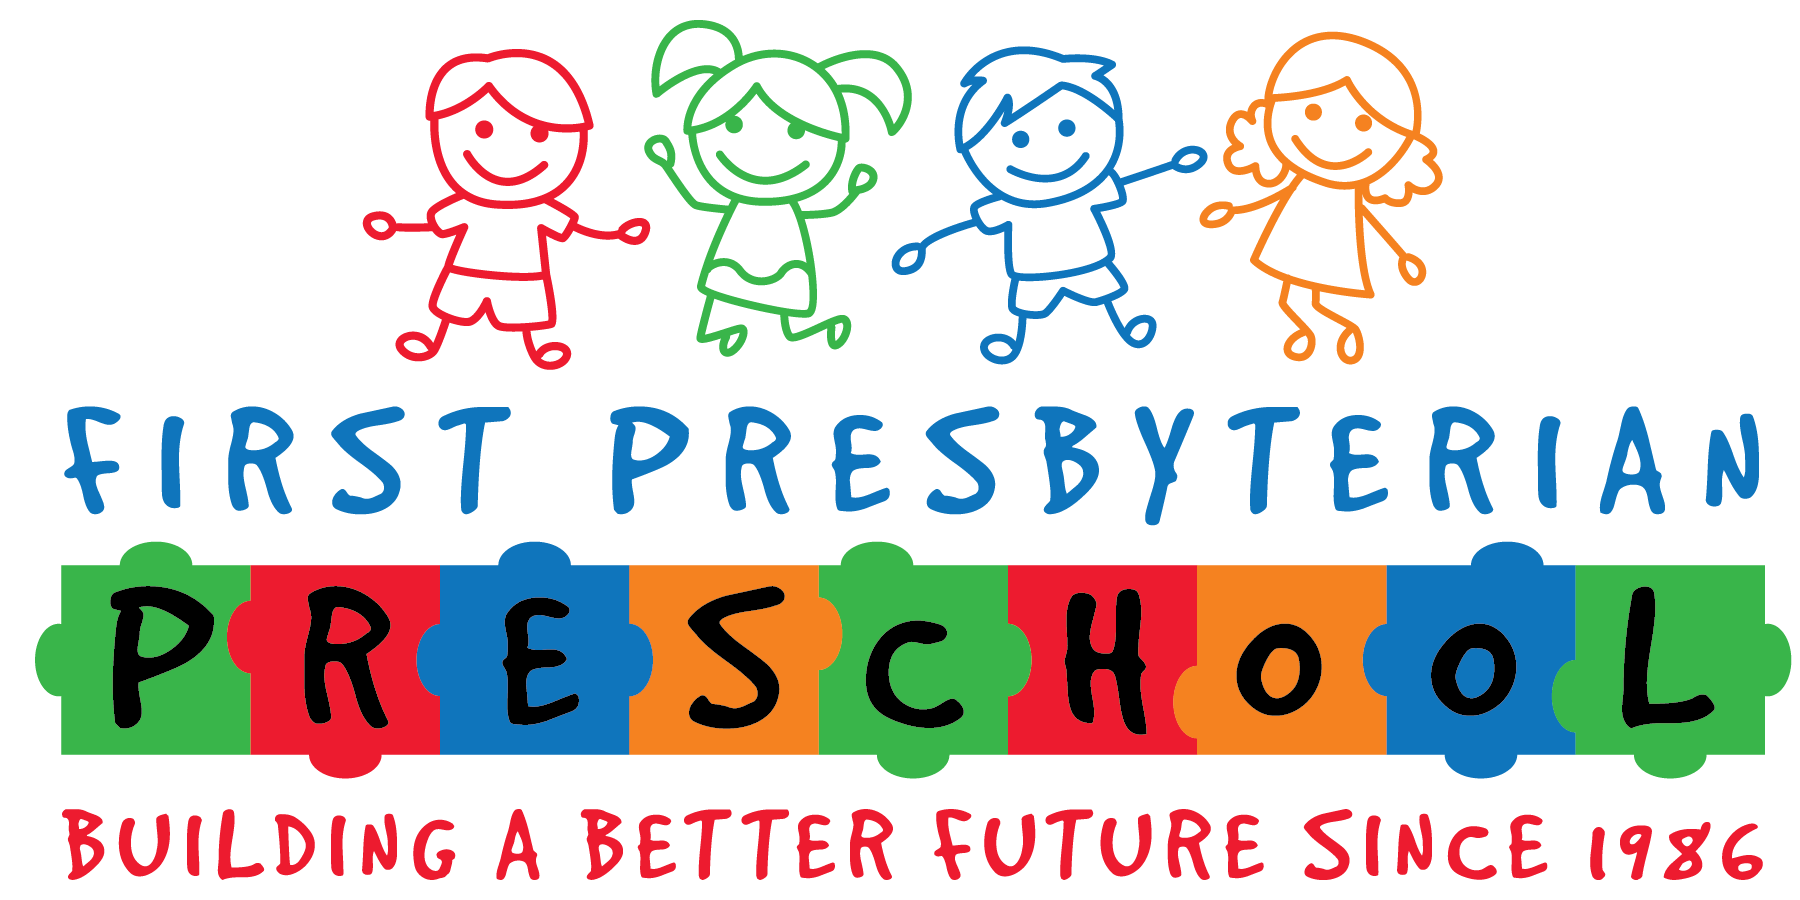 FIRST PRESBYTERIAN
PRESCHOOL
BUILDING A BETTER FUTURE SINCE 1986